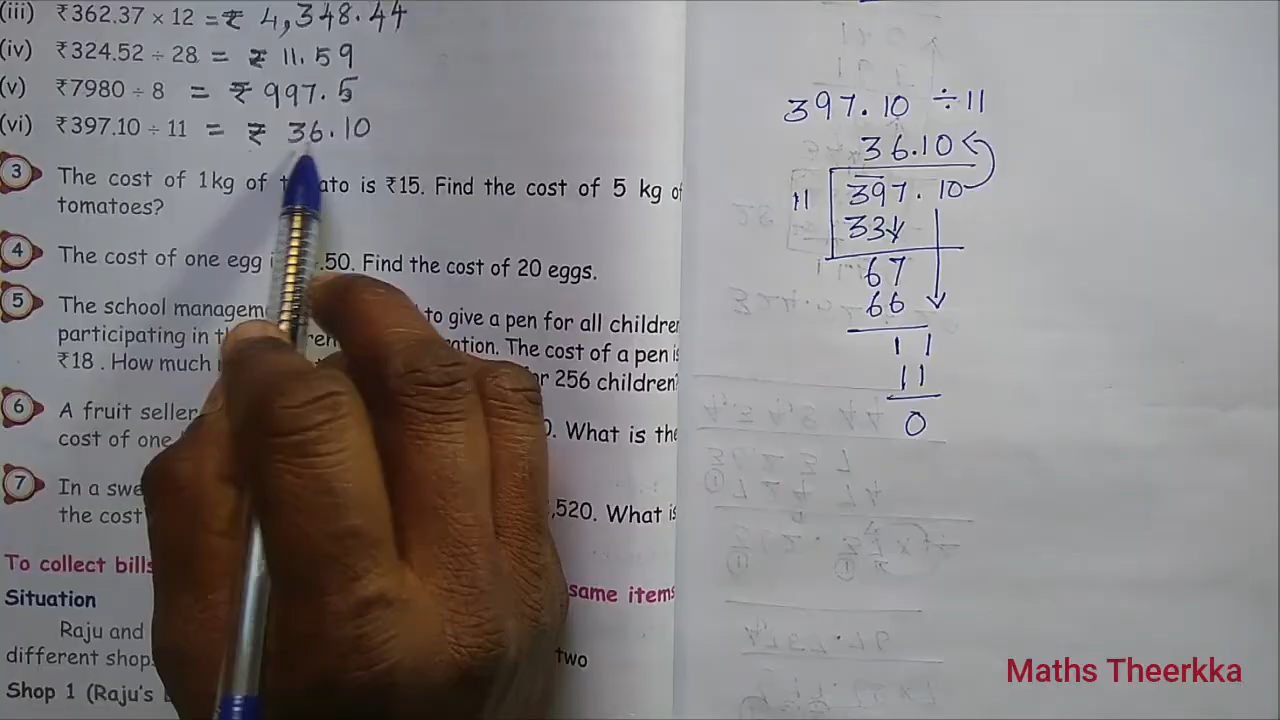 (iii) ₹362.37 × 12 = ₹ 4,348.44
(iv) ₹324.52 ÷ 28 = ₹ 11.59
(v) ₹7980 ÷ 8 = ₹ 997.5
(vi) ₹397.10 ÷ 11 = ₹ 36.10
3 The cost of 1kg of t ato is ₹15. Find the cost of 5 kg of
tomatoes?
4 The cost of one egg i .50. Find the cost of 20 eggs.
5 The school managem to give a pen for all childre
participating in t ren ration. The cost of a pen i
₹18 . How much r 256 children
6 A fruit seller 0. What is the
cost of one
7 In a swe ,520. What is
the cost
To collect bills same items
Situation
Raju and two
different shop
Shop 1 (Raju's
397.10 ÷ 11
36.10
11 397.10
33
67
66
11
11
0
Maths Theerkka